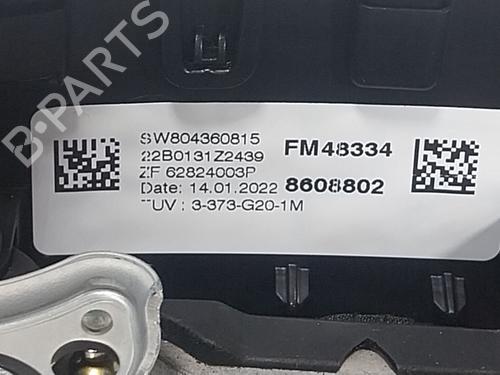 B-PARTS
SW804360815
22B0131Z2439
ZF 62824003P
Date: 14.01.2022
TUV : 3-373-G20-1M
FM48334
8608802